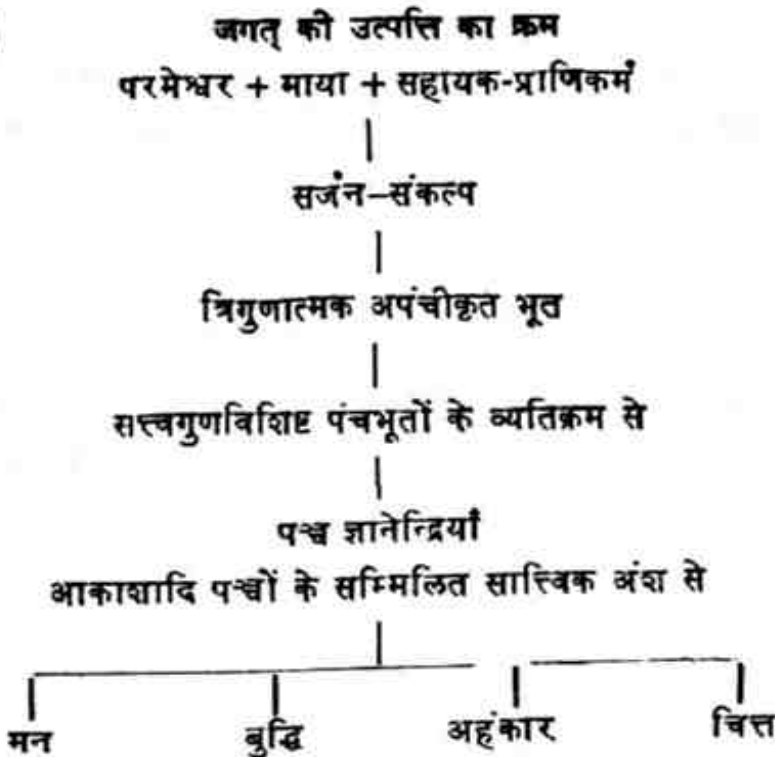 जगत् की उत्पत्ति का क्रम
परमेश्वर + माया + सहायक-प्राणिकर्म
सर्जन–संकल्प
त्रिगुणात्मक अपंचीकृत भूत
सत्त्वगुणविशिष्ट पंचभूतों के व्यतिक्रम से
पञ्च ज्ञानेन्द्रियाँ
आकाशादि पञ्चों के सम्मिलित सात्त्विक अंश से
मन बुद्धि अहंकार चित्त